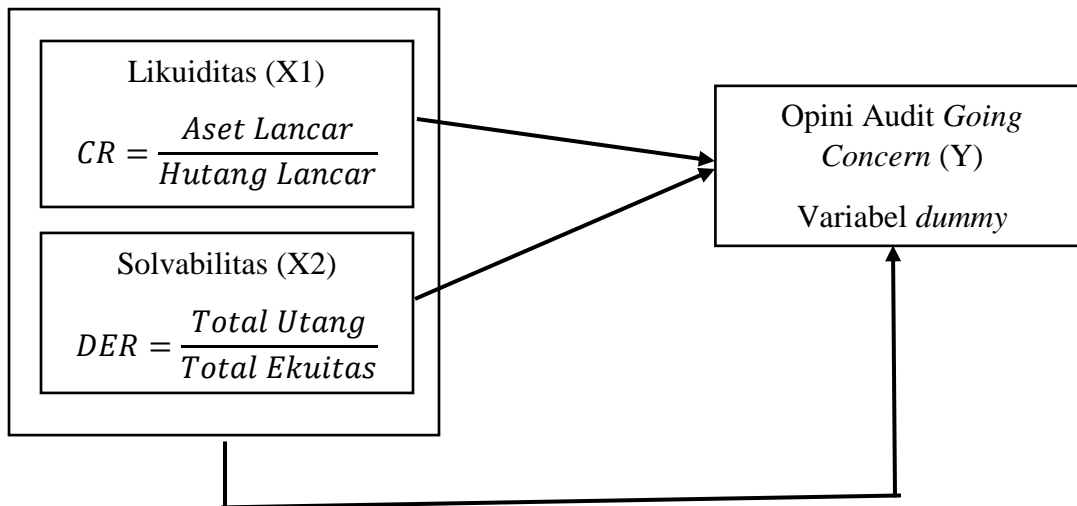 Likuiditas (X1)
CR = Aset Lancar / Hutang Lancar
Solvabilitas (X2)
DER = Total Utang / Total Ekuitas
Opini Audit Going
Concern (Y)
Variabel dummy